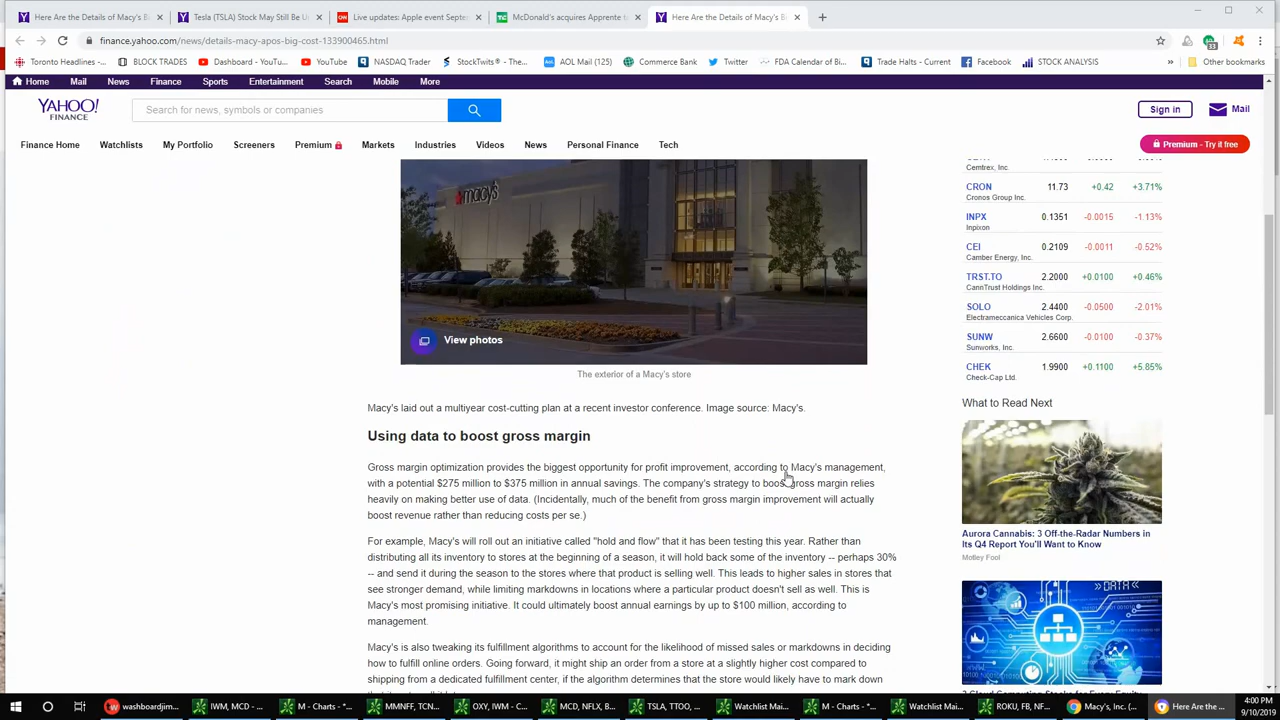 Here Are the Details of Macy's B
Tesla (TSLA) Stock May Still Be U
Live updates: Apple event Septe
McDonald's acquires Apprente t
Here Are the Details of Macy's B
finance.yahoo.com/news/details-macy-apos-big-cost-133900465.html
33
Toronto Headlines -... BLOCK TRADES Dashboard - YouTu... YouTube NASDAQ Trader StockTwits® - The... AOL Mail (125) Commerce Bank Twitter FDA Calendar of Bi... Trade Halts - Current Facebook STOCK ANALYSIS » Other bookmarks
Home Mail News Finance Sports Entertainment Search Mobile More
YAHOO!
FINANCE
Search for news, symbols or companies
Sign in Mail
Finance Home Watchlists My Portfolio Screeners Premium Markets Industries Videos News Personal Finance Tech
Premium - Try it free
macy's
View photos
The exterior of a Macy's store
Macy's laid out a multiyear cost-cutting plan at a recent investor conference. Image source: Macy's.
Using data to boost gross margin
Gross margin optimization provides the biggest opportunity for profit improvement, according to Macy's management,
with a potential $275 million to $375 million in annual savings. The company's strategy to boost gross margin relies
heavily on making better use of data. (Incidentally, much of the benefit from gross margin improvement will actually
boost revenue rather than reducing costs per se.)
For example, Macy's will roll out an initiative called "hold and flow" that it has been testing this year. Rather than
disbursing all its inventory to stores at the beginning of a season, it will hold back some of the inventory -- perhaps 30%
-- and send it during the season to the stores where that product is selling well. This leads to higher sales in stores that
see stronger demand, while limiting markdowns in locations where a particular product doesn't sell as well. This is
Macy's most promising initiative. It could ultimately boost annual earnings by up to $100 million, according to
management.
Macy's is also tweaking its fulfillment algorithms to account for the likelihood of missed sales or markdowns in deciding
how to fulfill online orders. Going forward, it might ship an order from a store at a slightly higher cost compared to
shipping from a dedicated fulfillment center, if the algorithm determines that the store would likely have to mark down
Cemtrex, Inc.
CRON 11.73 +0.42 +3.71%
Cronos Group Inc.
INPX 0.1351 -0.0015 -1.13%
Inpixon
CEI 0.2109 -0.0011 -0.52%
Camber Energy, Inc.
TRST.TO 2.2000 +0.0100 +0.46%
CannTrust Holdings Inc.
SOLO 2.4400 -0.0500 -2.01%
Electrameccanica Vehicles Corp.
SUNW 2.6600 -0.0100 -0.37%
Sunworks, Inc.
CHEK 1.9900 +0.1100 +5.85%
Check-Cap Ltd.
What to Read Next
Aurora Cannabis: 3 Off-the-Radar Numbers in
Its Q4 Report You'll Want to Know
Motley Fool
DATA
washboardjim... IWM, MCD - ... M - Charts - *... MMNFF, TCN... OXY, IWM - C... MCD, NFLX, B... TSLA, TTOO, ... Watchlist Mai... M - Charts - *... Watchlist Mai... ROKU, FB, NF... Macy's, Inc. (... Here Are the ...
4:00 PM
9/10/2019